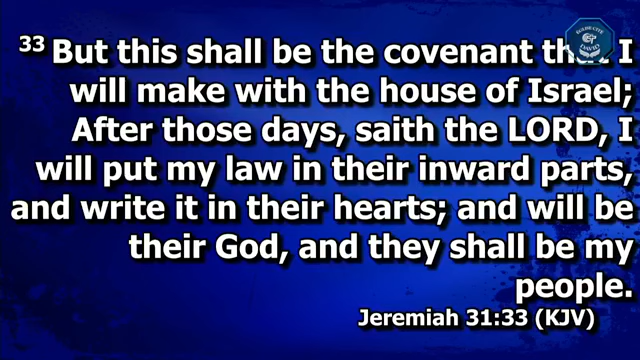 33 But this shall be the covenant that I
will make with the house of Israel;
After those days, saith the LORD, I
will put my law in their inward parts,
and write it in their hearts; and will be
their God, and they shall be my
people.
Jeremiah 31:33 (KJV)
DAVID